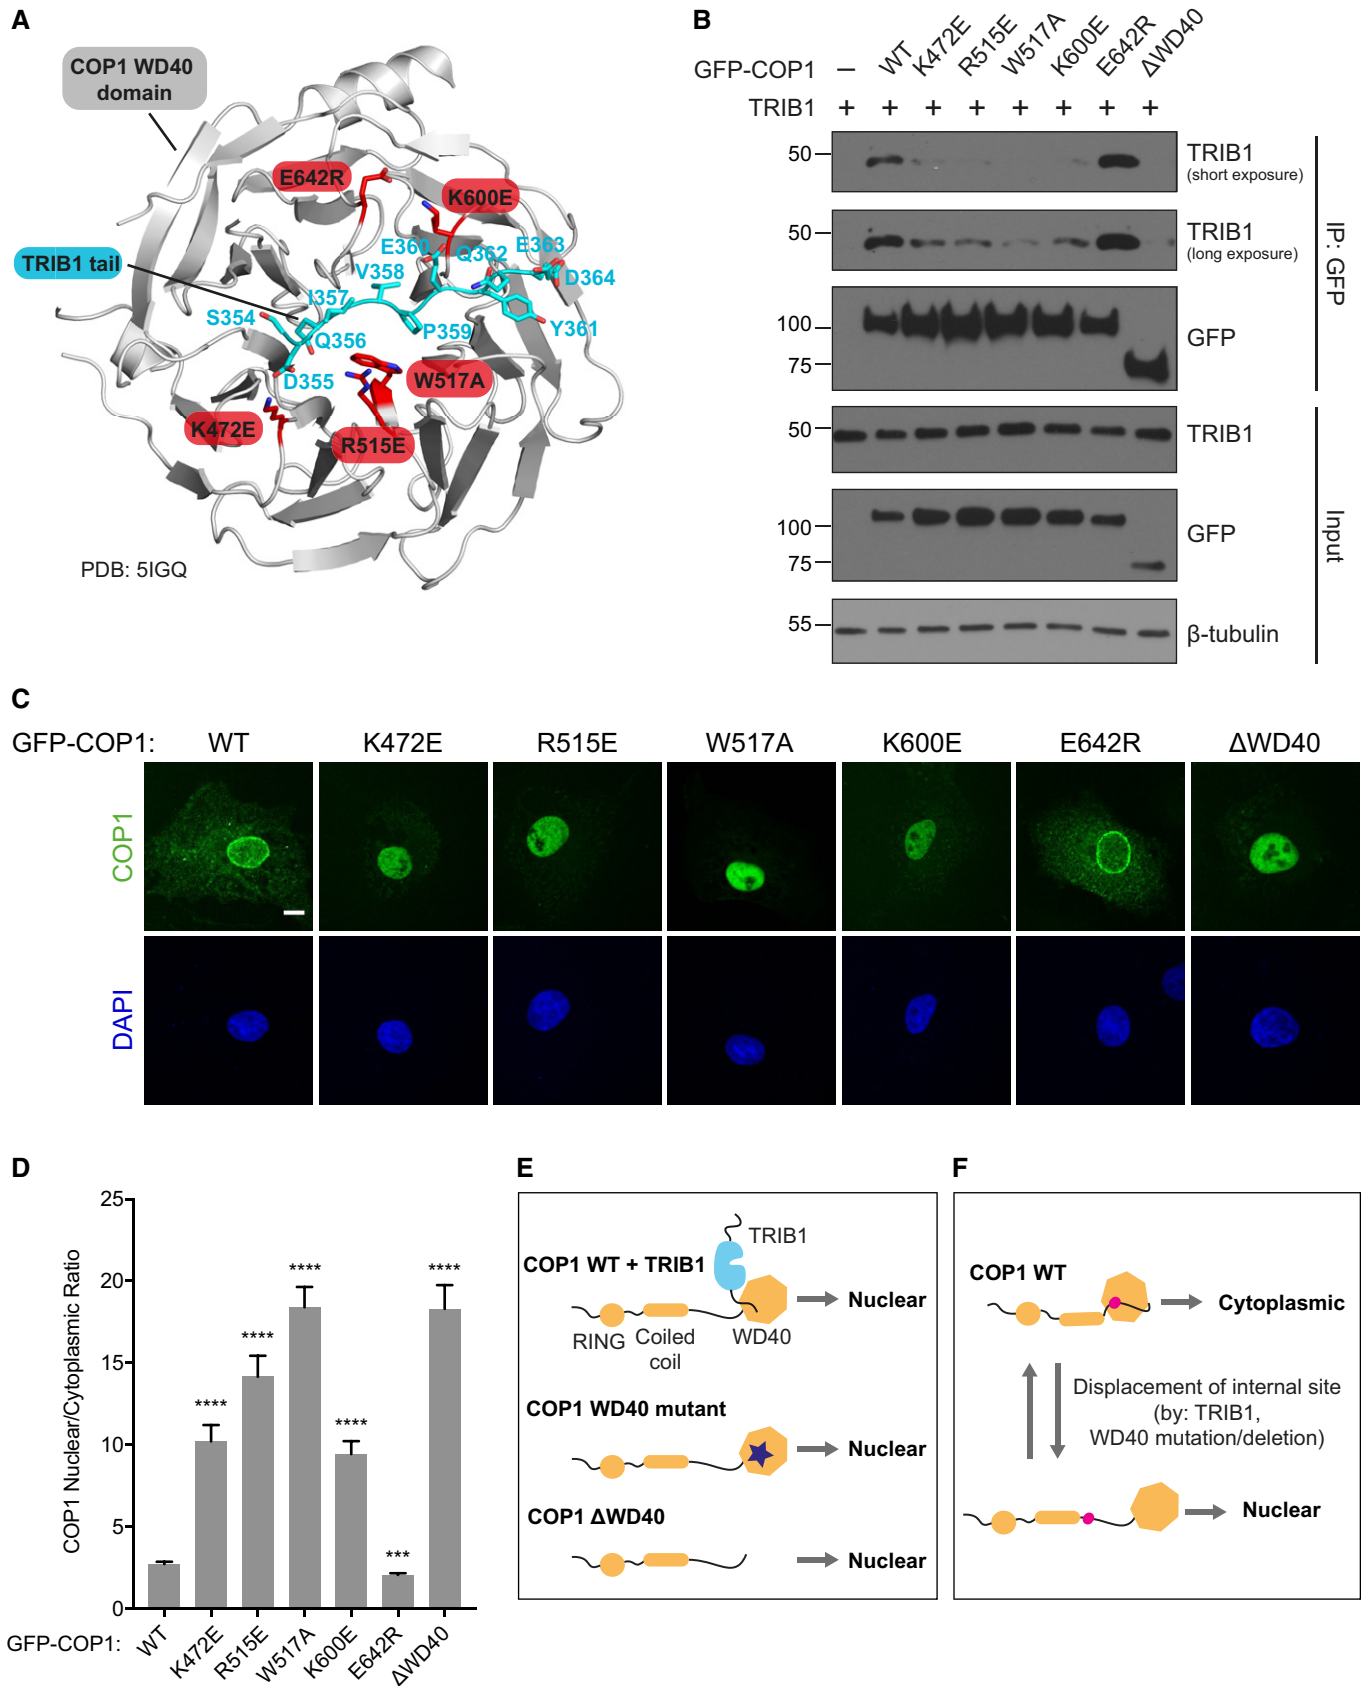 A
COP1 WD40
domain
E642R
K600E
TRIB1 tail
E360
Q362
E363
D364
V358
I357
S354
Q356
P359
Y361
D355
W517A
K472E
R515E
PDB: 5IGQ
B
GFP-COP1 – WT K472E R515E W517A K600E E642R ΔWD40
TRIB1 + + + + + + + +
50 TRIB1
(short exposure)
50 TRIB1
(long exposure)
100 GFP
75
IP: GFP
50 TRIB1
100 GFP
75
55 β-tubulin
Input
C
GFP-COP1: WT K472E R515E W517A K600E E642R ΔWD40
COP1
DAPI
D
COP1 Nuclear/Cytoplasmic Ratio
25
20
15
10
5
0
****
****
****
****
***
****
GFP-COP1: WT K472E R515E W517A K600E E642R ΔWD40
E
TRIB1
COP1 WT + TRIB1
Nuclear
RING Coiled WD40
coil
COP1 WD40 mutant
Nuclear
COP1 ΔWD40
Nuclear
F
COP1 WT
Cytoplasmic
Displacement of internal site
(by: TRIB1,
WD40 mutation/deletion)
Nuclear